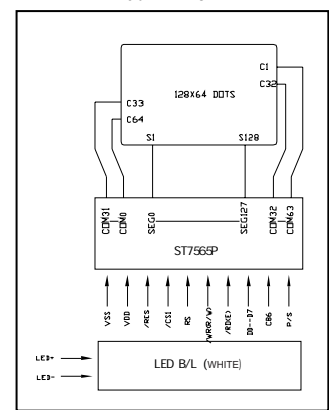 C1
128X64 DOTS
C32
C33
C64
S1 S128
COM31 COM0 SEG0 SEG127 COM32 COM63
ST7565P
VSS VDD /RES /CS1 RS /WR(R/W) /RD(E) D0--D7 C86 P/S
LED+
LED B/L (WHITE)
LED-